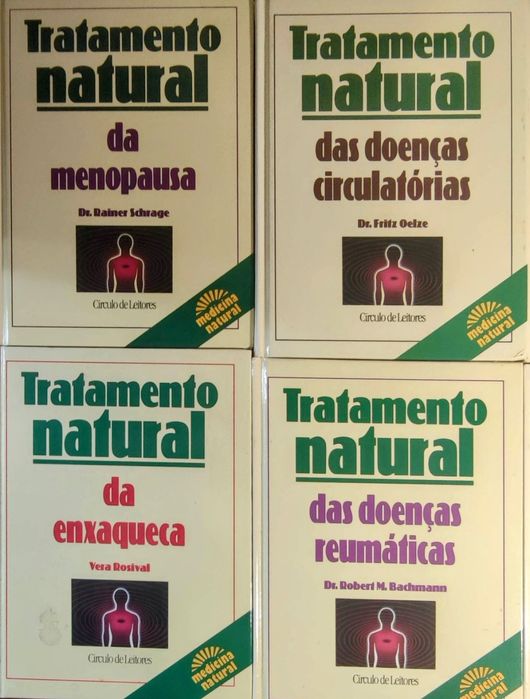 Tratamento
natural
da
menopausa
Dr. Rainer Schrage
Círculo de Leitores
medicina
natural
Tratamento
natural
das doenças
circulatórias
Dr. Fritz Oelze
Círculo de Leitores
medicina
natural
Tratamento
natural
da
enxaqueca
Vera Rosival
Círculo de Leitores
medicina
natural
Tratamento
natural
das doenças
reumáticas
Dr. Robert M. Bachmann
Círculo de Leitores
medicina
natural